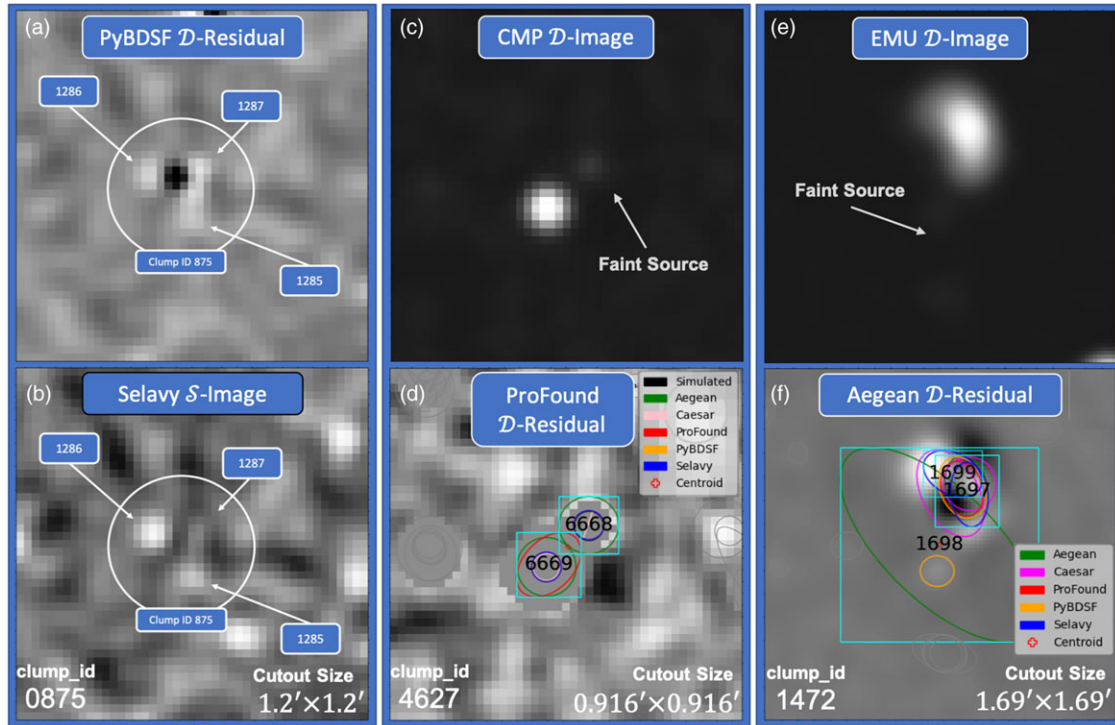 (a)
PyBDSF 𝒟-Residual
1286
1287
Clump ID 875
1285
(b)
Selavy 𝒮-Image
1286
1287
Clump ID 875
1285
clump_id
0875
Cutout Size
1.2′×1.2′
(c)
CMP 𝒟-Image
Faint Source
(d)
ProFound
𝒟-Residual
Simulated
Aegean
Caesar
ProFound
PyBDSF
Selavy
Centroid
6668
6669
clump_id
4627
Cutout Size
0.916′×0.916′
(e)
EMU 𝒟-Image
Faint Source
(f)
Aegean 𝒟-Residual
1699
1697
1698
Aegean
Caesar
ProFound
PyBDSF
Selavy
Centroid
clump_id
1472
Cutout Size
1.69′×1.69′